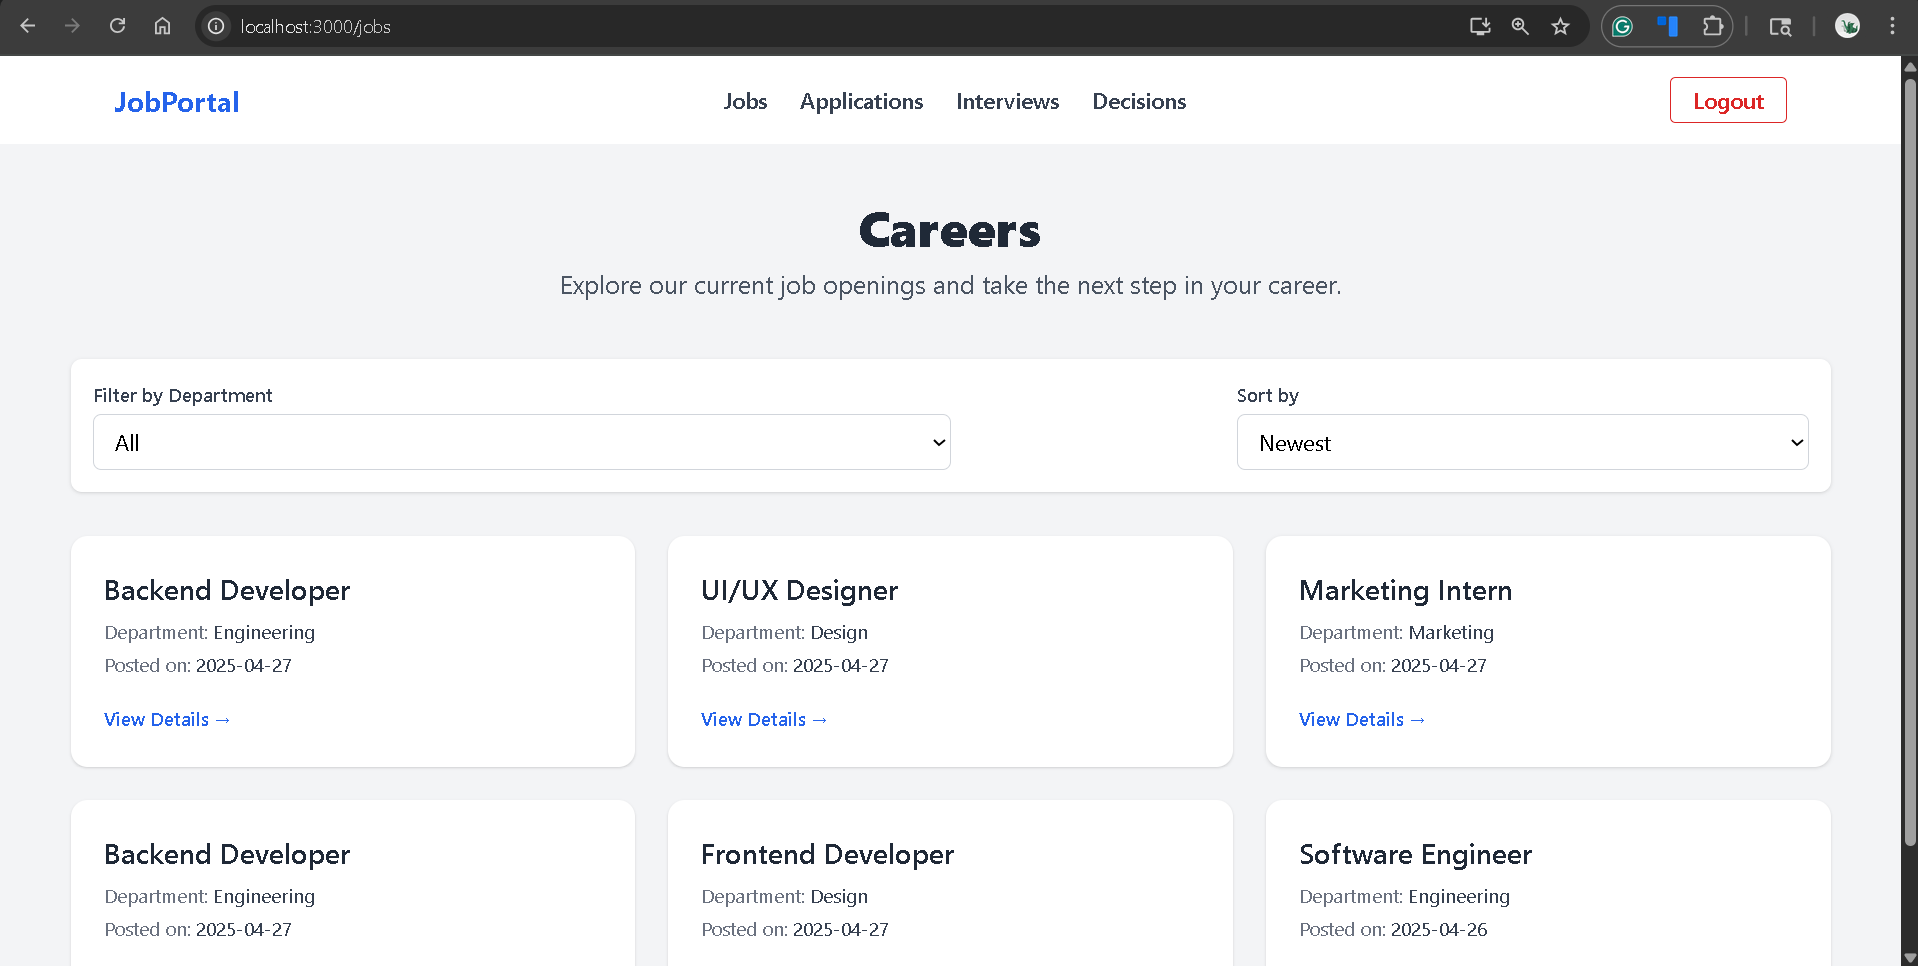 localhost:3000/jobs
JobPortal
Jobs
Applications
Interviews
Decisions
Logout
Careers
Explore our current job openings and take the next step in your career.
Filter by Department
All
Sort by
Newest
Backend Developer
Department: Engineering
Posted on: 2025-04-27
View Details →
UI/UX Designer
Department: Design
Posted on: 2025-04-27
View Details →
Marketing Intern
Department: Marketing
Posted on: 2025-04-27
View Details →
Backend Developer
Department: Engineering
Posted on: 2025-04-27
Frontend Developer
Department: Design
Posted on: 2025-04-27
Software Engineer
Department: Engineering
Posted on: 2025-04-26